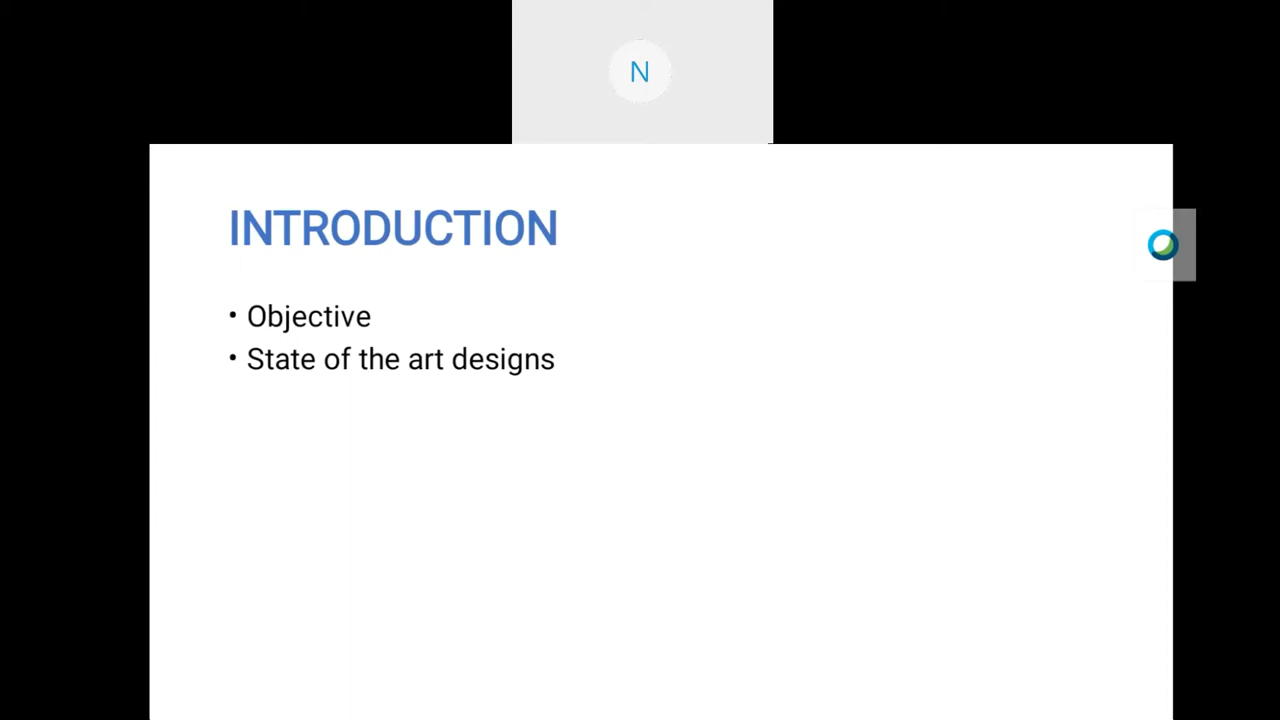 N
INTRODUCTION
• Objective
• State of the art designs